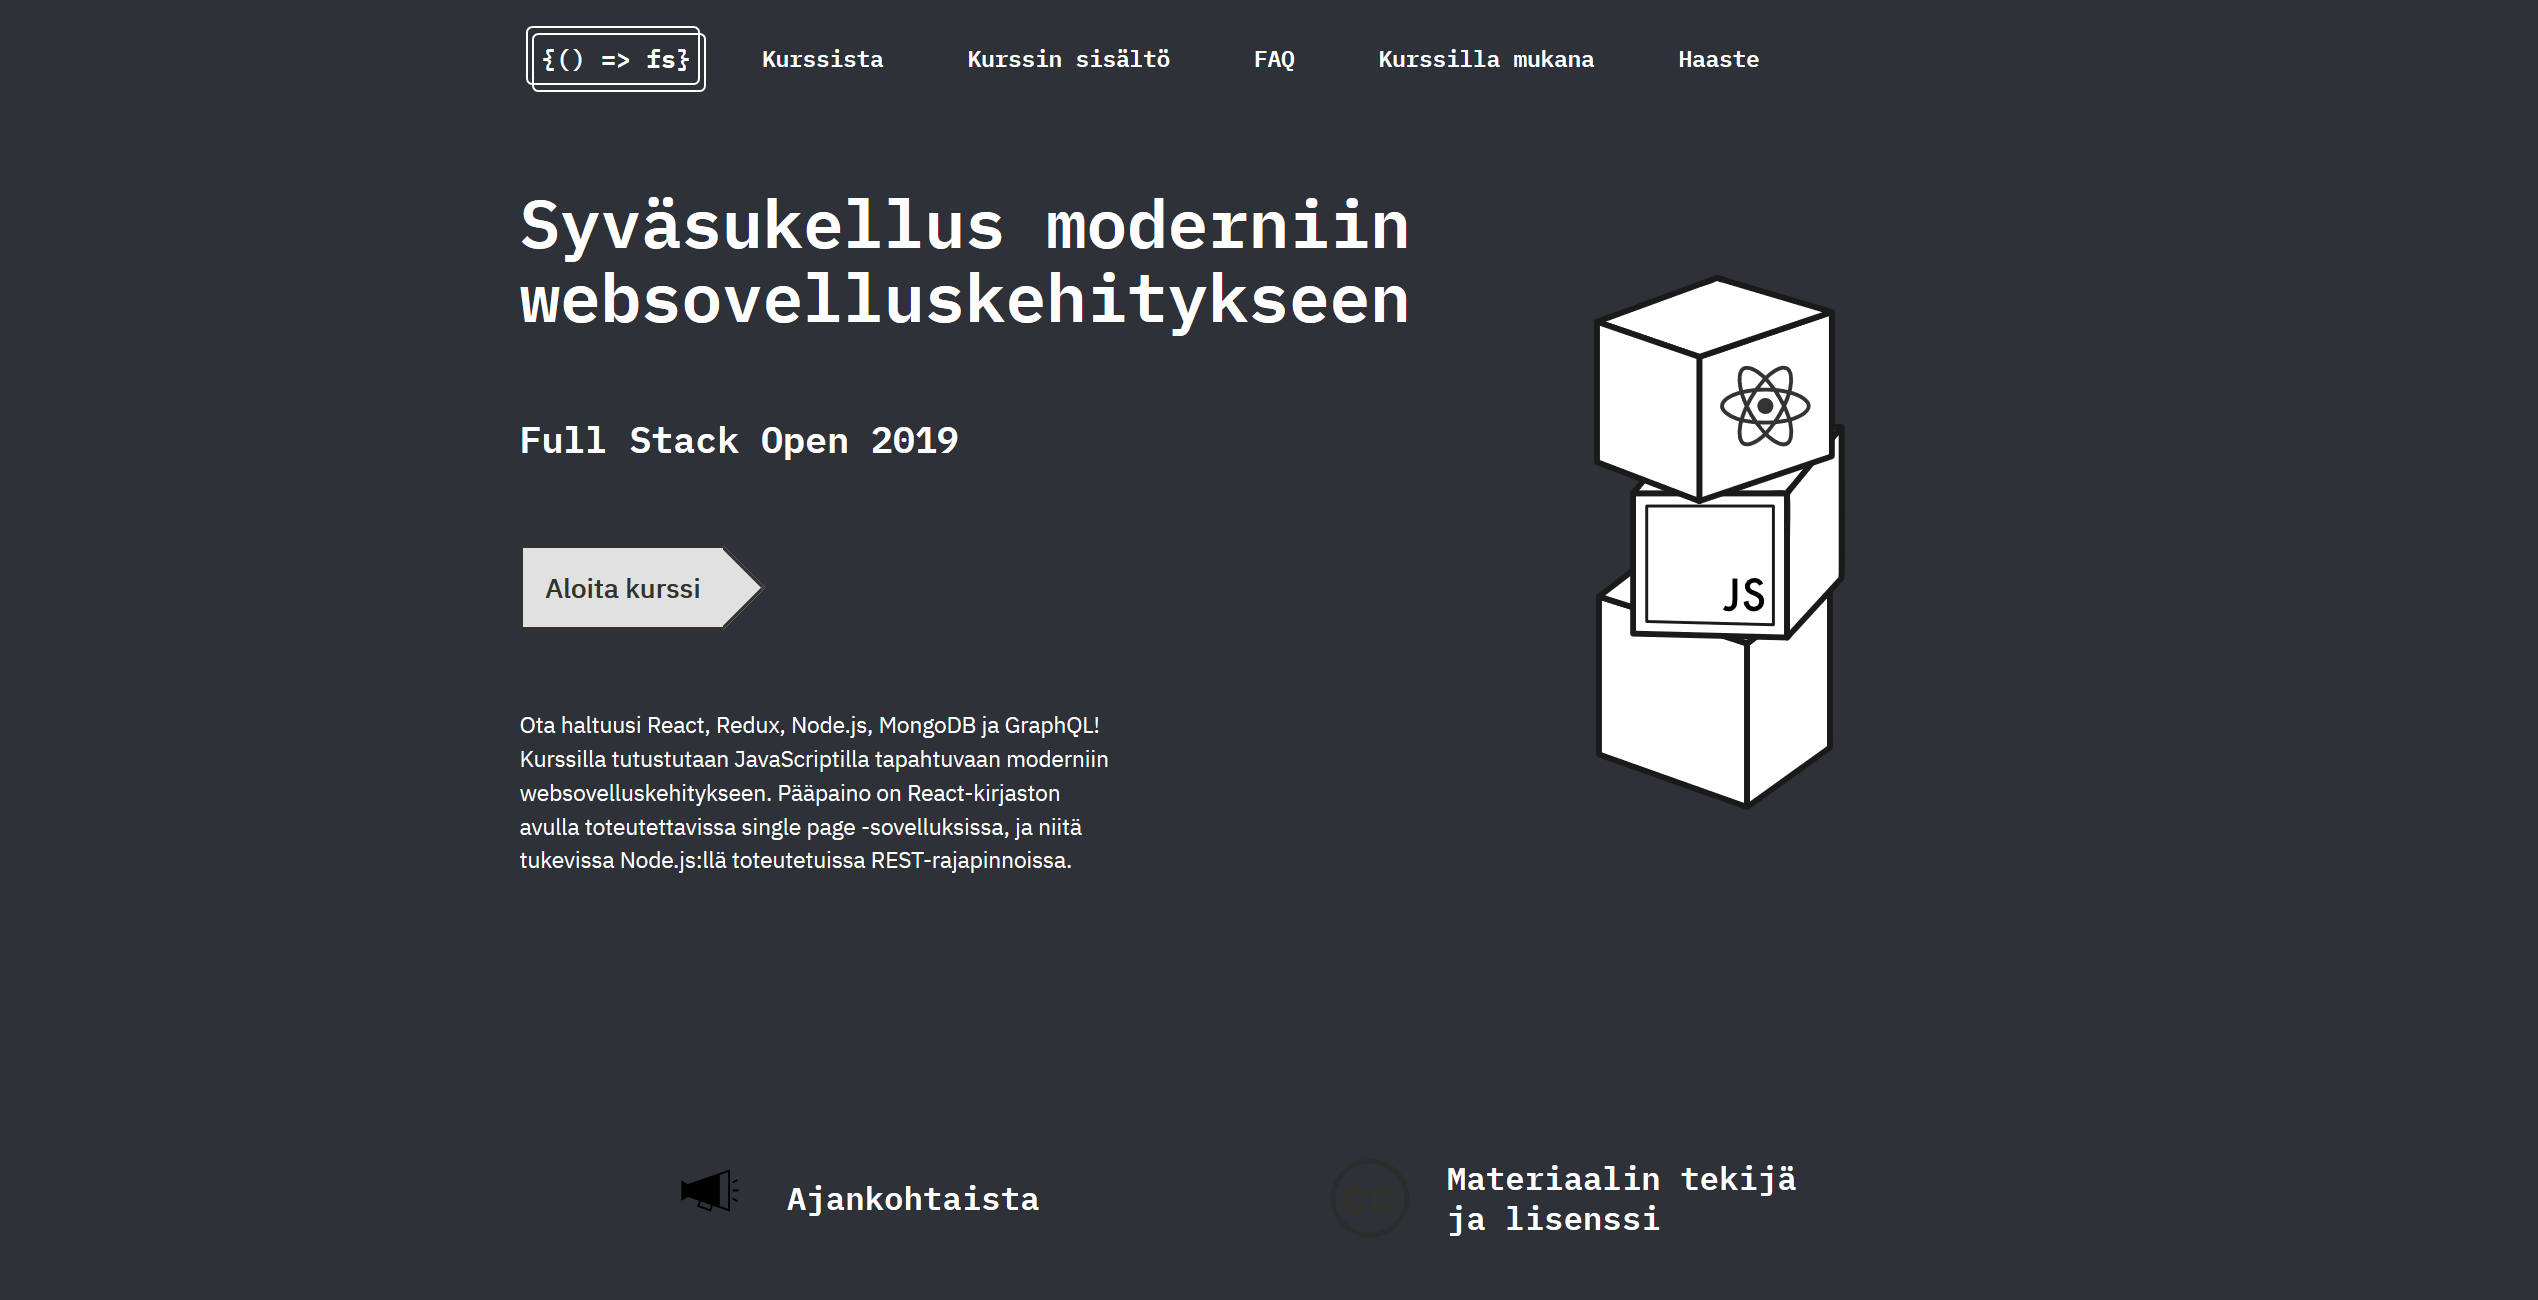 {() => fs}
Kurssista
Kurssin sisältö
FAQ
Kurssilla mukana
Haaste
Syväsukellus moderniin
websovelluskehitykseen
Full Stack Open 2019
Aloita kurssi
JS
Ota haltuusi React, Redux, Node.js, MongoDB ja GraphQL!
Kurssilla tutustutaan JavaScriptilla tapahtuvaan moderniin
websovelluskehitykseen. Pääpaino on React-kirjaston
avulla toteutettavissa single page -sovelluksissa, ja niitä
tukevissa Node.js:llä toteutetuissa REST-rajapinnoissa.
Ajankohtaista
cc
Materiaalin tekijä
ja lisenssi